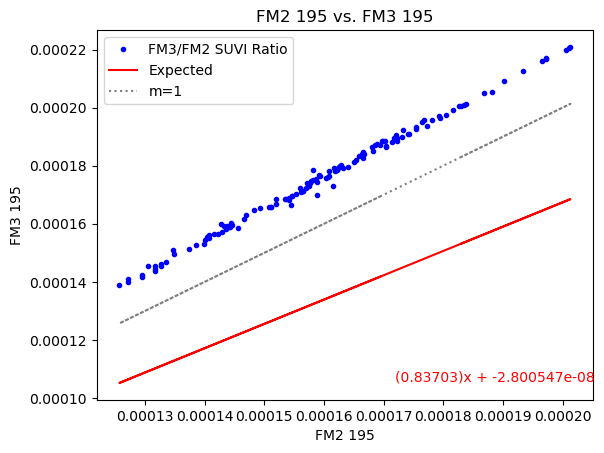 FM2 195 vs. FM3 195
FM3/FM2 SUVI Ratio
Expected
m=1
0.00022
0.00020
0.00018
0.00016
0.00014
0.00012
0.00010
FM3 195
(0.83703)x + -2.800547e-08
0.00013 0.00014 0.00015 0.00016 0.00017 0.00018 0.00019 0.00020
FM2 195